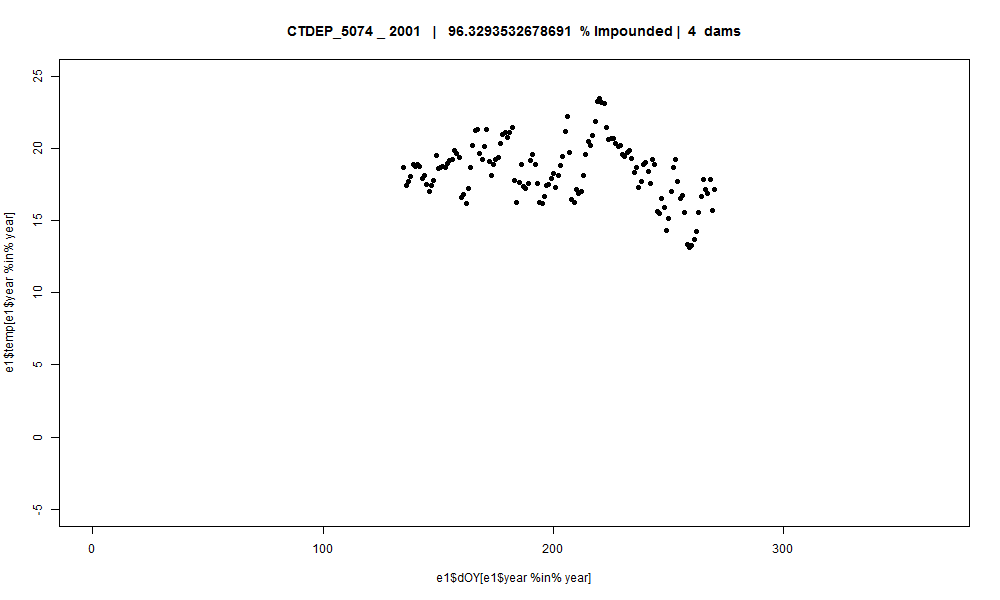 CTDEP_5074 _ 2001 | 96.3293532678691 % Impounded | 4 dams
e1$temp[e1$year %in% year]
25
20
15
10
5
0
-5
0 100 200 300
e1$dOY[e1$year %in% year]